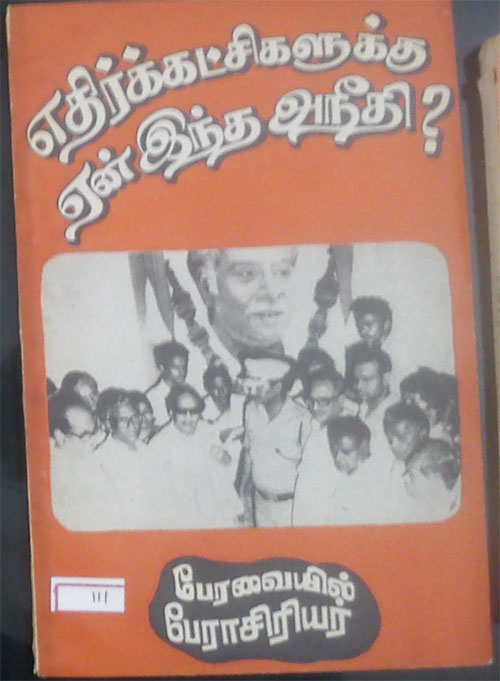 எதிர்க்கட்சிகளுக்கு
ஏன் இந்த அநீதி?
111
பேரவையில்
பேராசிரியர்